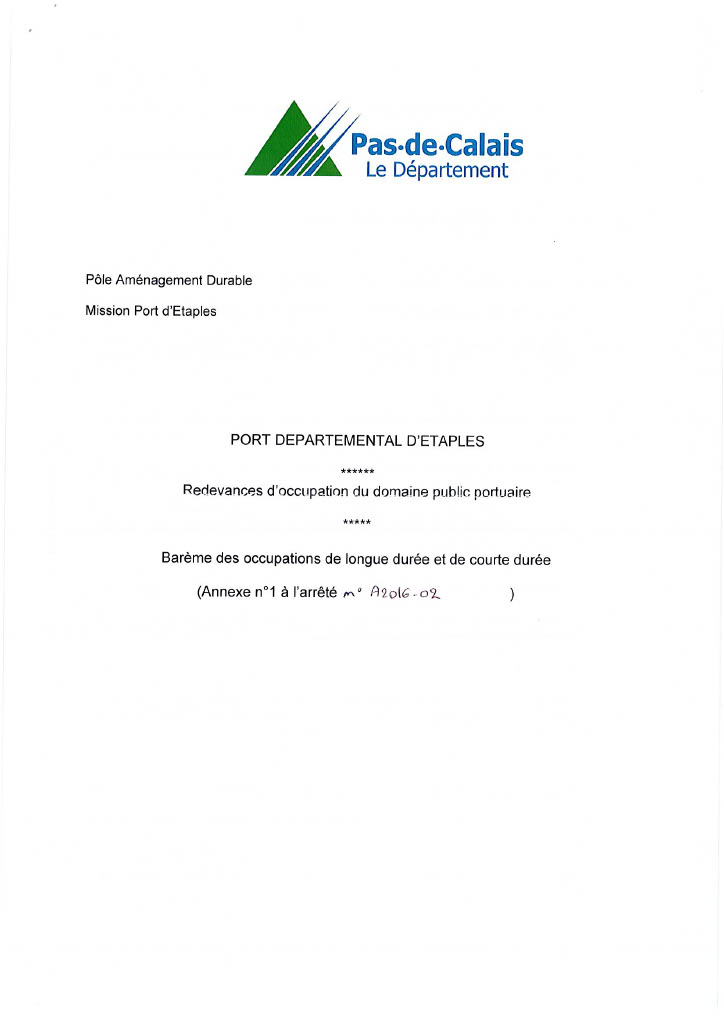 Pas-de-Calais
Le Département
Pôle Aménagement Durable
Mission Port d'Etaples
PORT DEPARTEMENTAL D'ETAPLES
******
Redevances d'occupation du domaine public portuaire
*****
Barème des occupations de longue durée et de courte durée
(Annexe n°1 à l'arrêté n° A2016-02 )